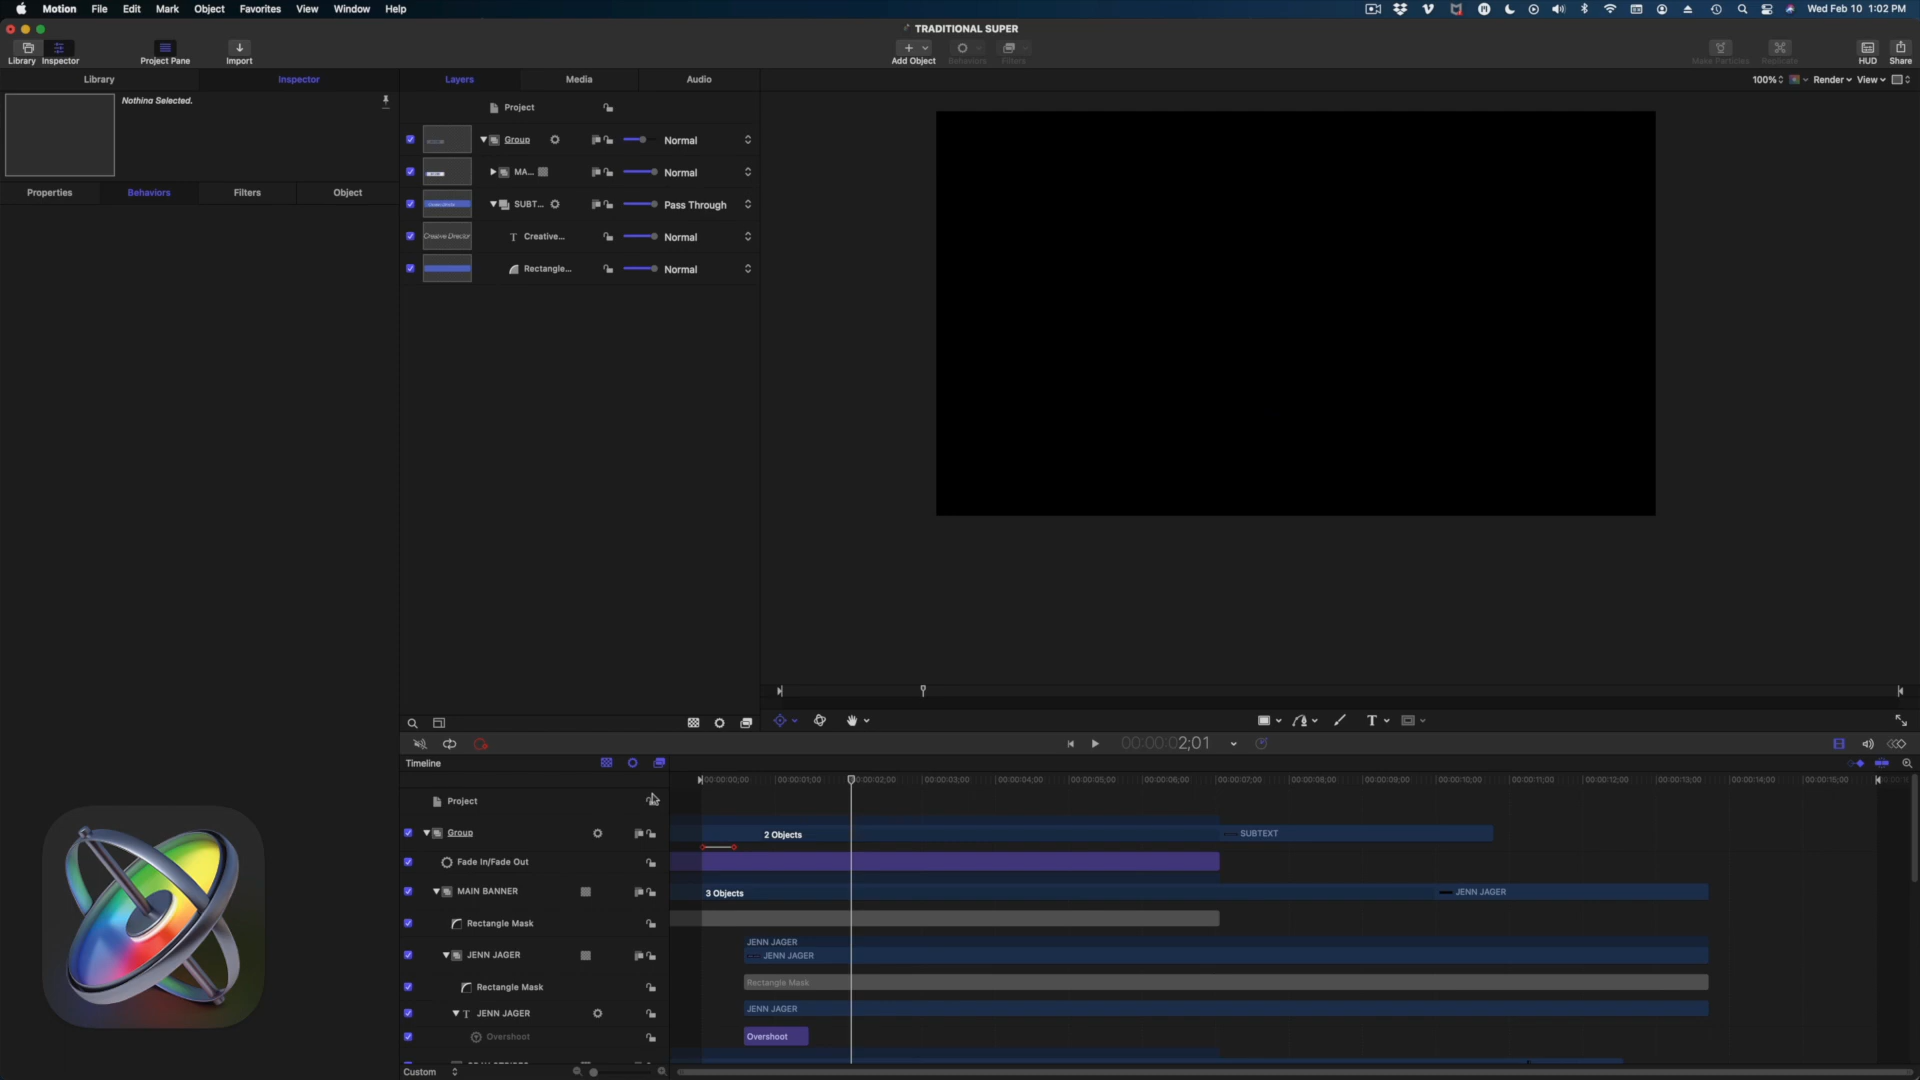 Motion File Edit Mark Object Favorites View Window Help
Wed Feb 10 1:02 PM
TRADITIONAL SUPER
Library Inspector Project Pane Import
Add Object Behaviors Filters
Make Particles Replicate HUD Share
Library Inspector Layers Media Audio
100% Render View
Nothing Selected.
Project
Group Normal
MA... Normal
Properties Behaviors Filters Object
SUBT... Pass Through
Creative Director Creative... Normal
Rectangle... Normal
T
00:00:02;01
Timeline
00:00:00;00 00:00:01;00 00:00:02;00 00:00:03;00 00:00:04;00 00:00:05;00 00:00:06;00 00:00:07;00 00:00:08;00 00:00:09;00 00:00:10;00 00:00:11;00 00:00:12;00 00:00:13;00 00:00:14;00 00:00:15;00
Project
Group 2 Objects SUBTEXT
Fade In/Fade Out
MAIN BANNER 3 Objects JENN JAGER
Rectangle Mask
JENN JAGER
JENN JAGER JENN JAGER
Rectangle Mask Rectangle Mask
T JENN JAGER JENN JAGER
Overshoot Overshoot
Custom